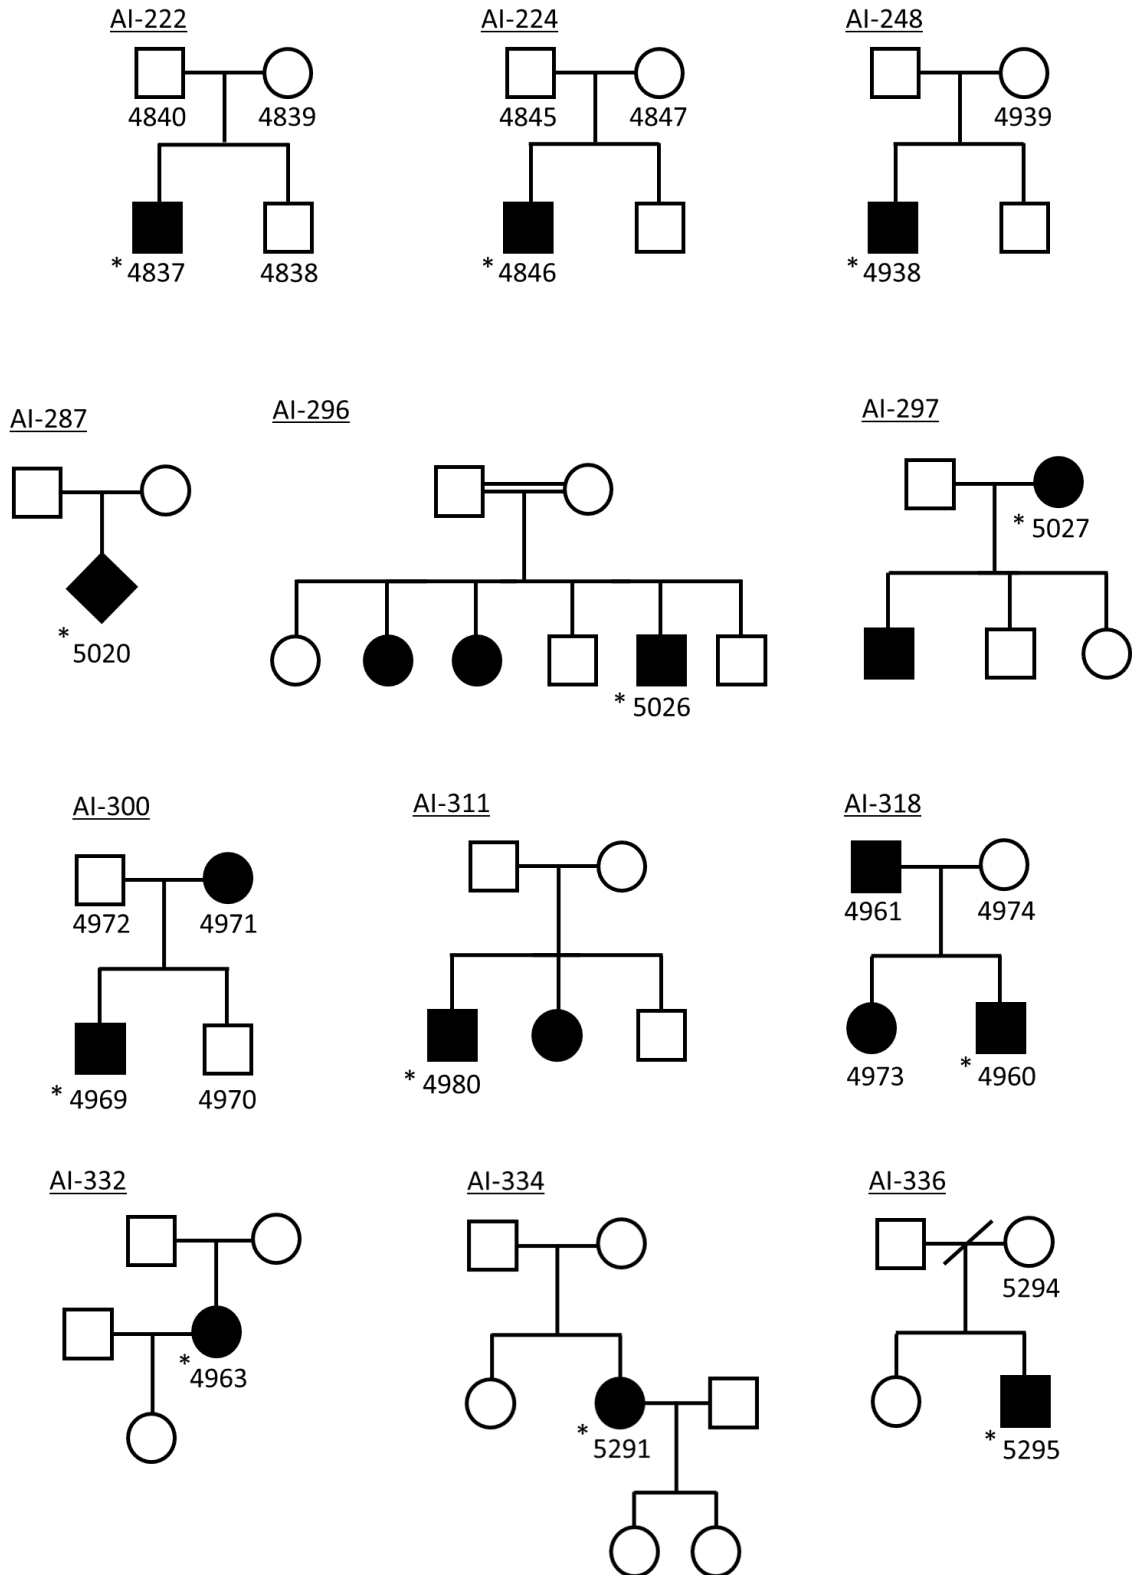 AI-222 AI-224 AI-248
4840 4839 4845 4847 4939
* 4837 4838 * 4846 * 4938
AI-287 AI-296 AI-297
* 5027
* 5020
* 5026
AI-300 AI-311 AI-318
4972 4971 4961 4974
* 4969 4970 * 4980 4973 * 4960
AI-332 AI-334 AI-336
5294
* 4963
* 5291 * 5295